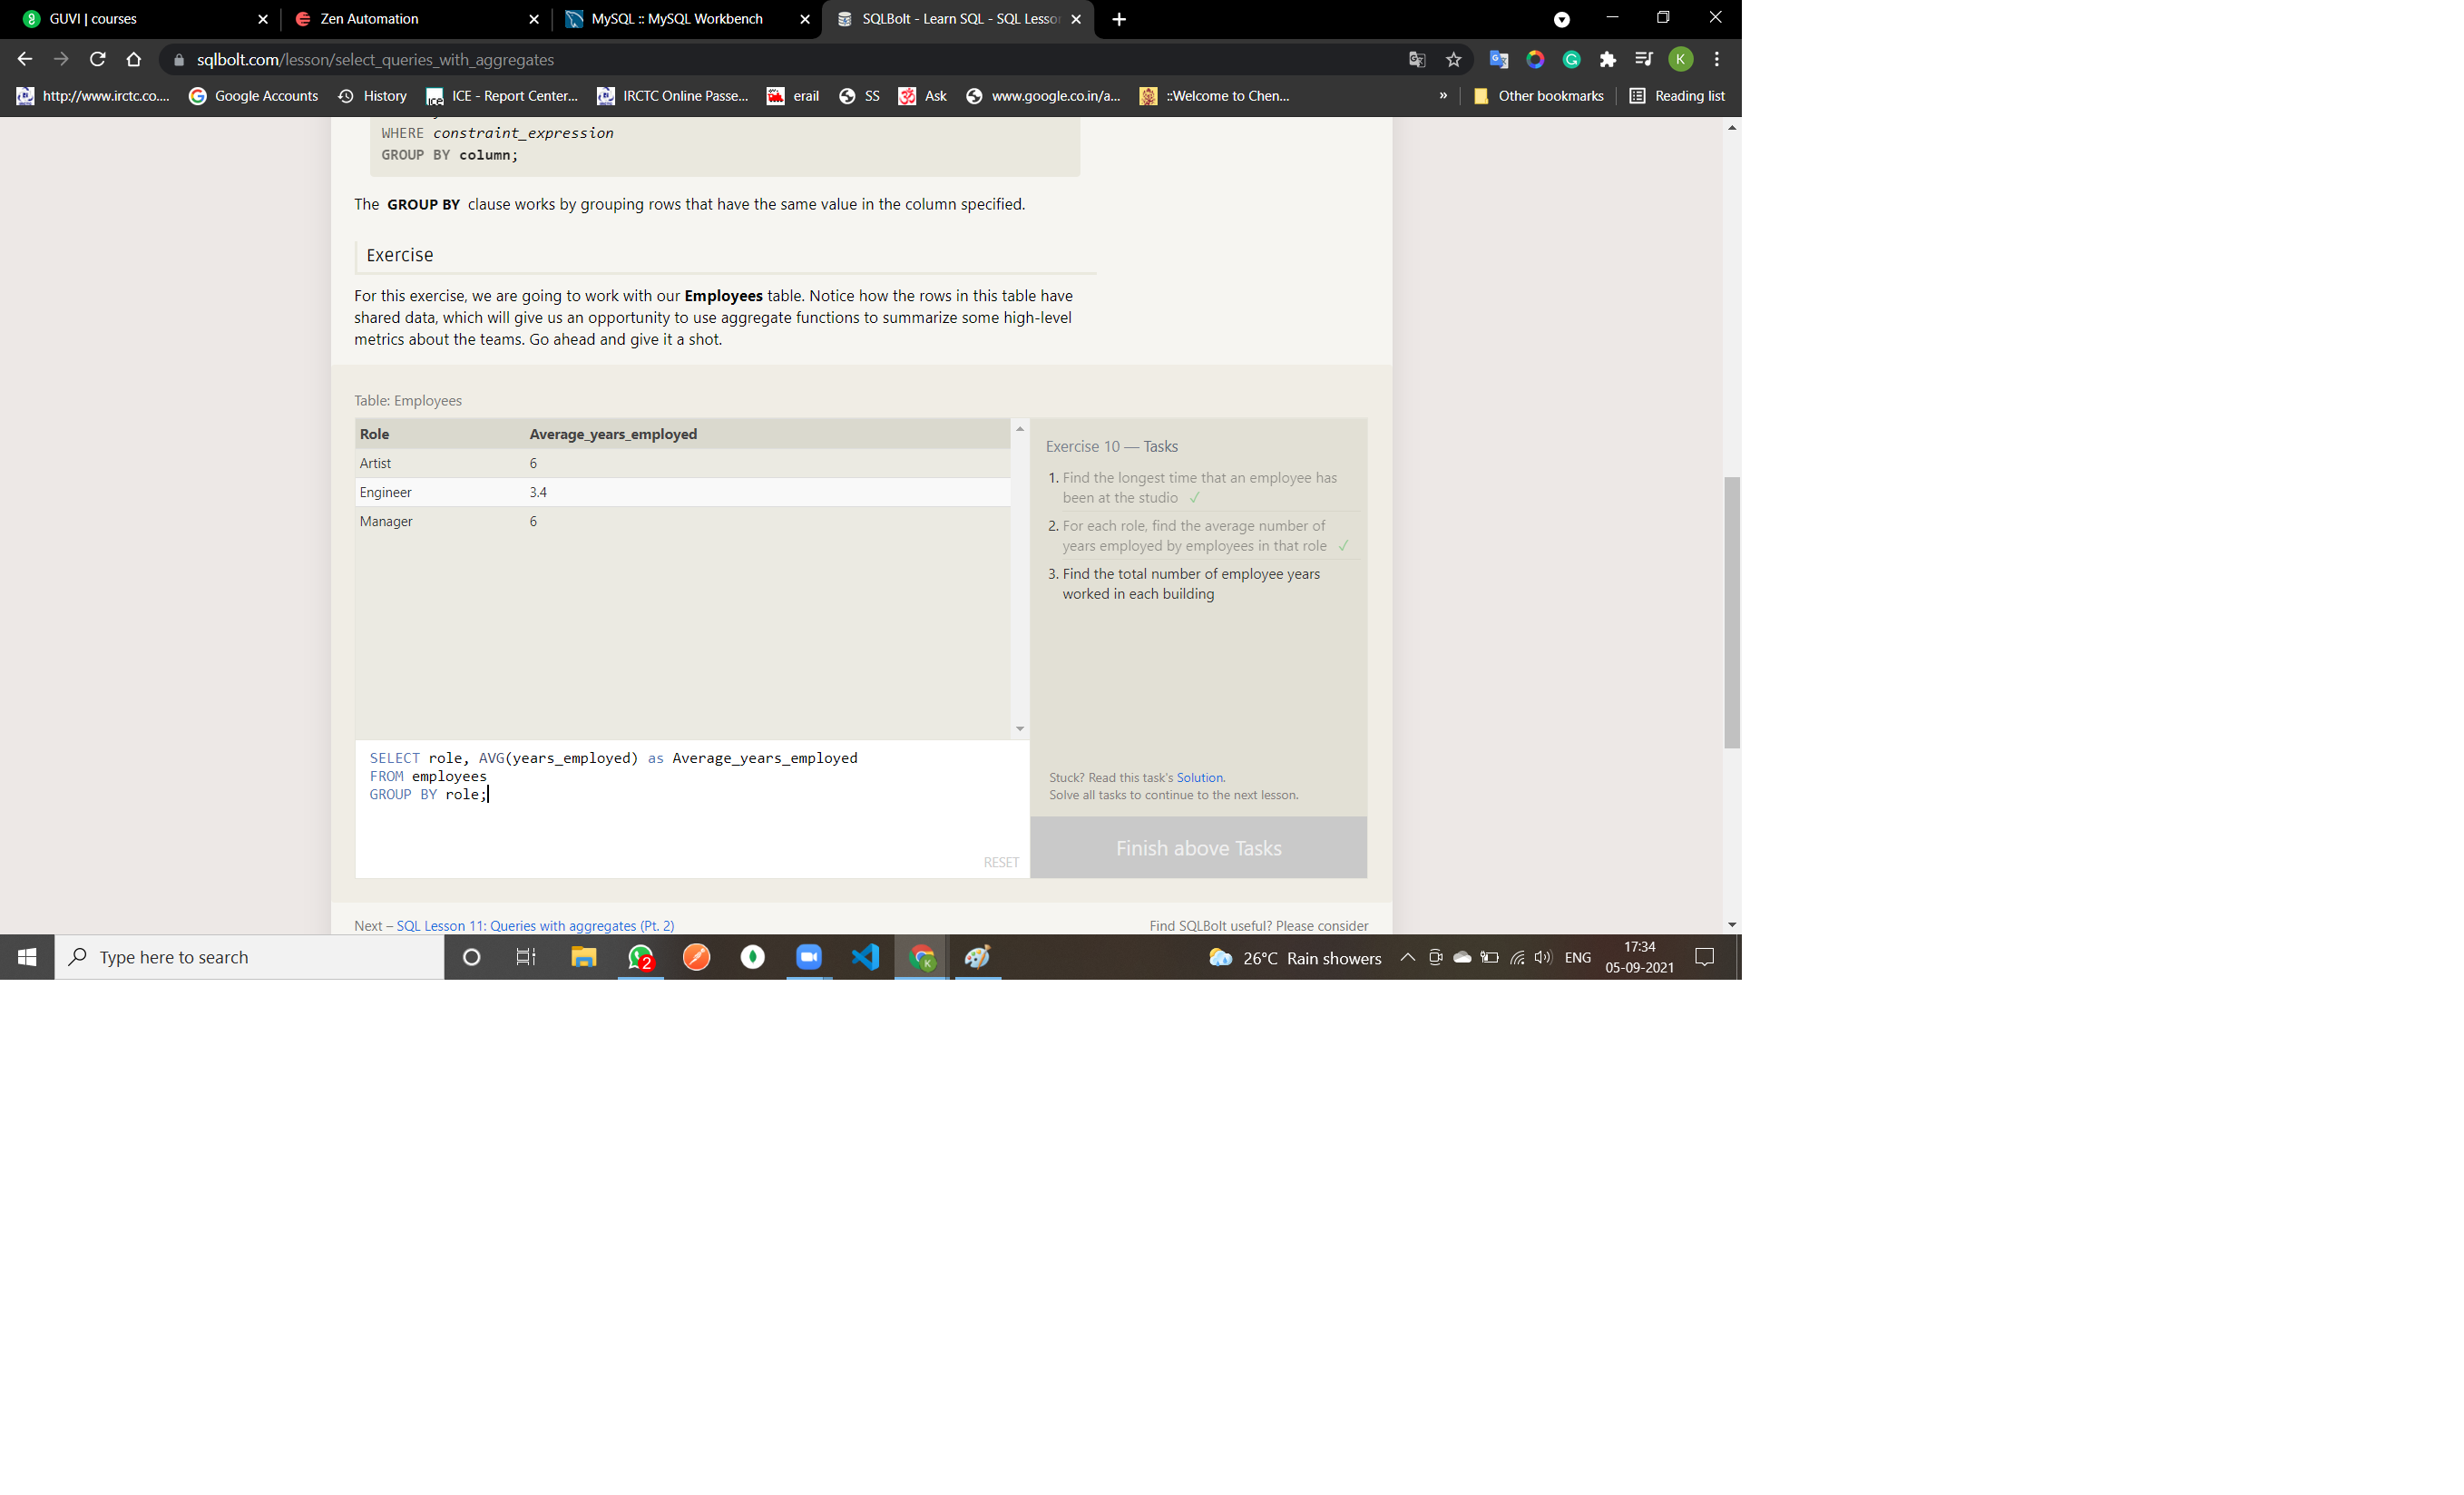 GUVI | courses
Zen Automation
MySQL :: MySQL Workbench
SQLBolt - Learn SQL - SQL Lesso
sqlbolt.com/lesson/select_queries_with_aggregates
http://www.irctc.co....
Google Accounts
History
ICE - Report Center...
IRCTC Online Passe...
erail
SS
Ask
www.google.co.in/a...
::Welcome to Chen...
»
Other bookmarks
Reading list
WHERE constraint_expression
GROUP BY column;
The GROUP BY clause works by grouping rows that have the same value in the column specified.
Exercise
For this exercise, we are going to work with our Employees table. Notice how the rows in this table have
shared data, which will give us an opportunity to use aggregate functions to summarize some high-level
metrics about the teams. Go ahead and give it a shot.
Table: Employees
Role Average_years_employed
Artist 6
Engineer 3.4
Manager 6
Exercise 10 — Tasks
1. Find the longest time that an employee has
been at the studio ✓
2. For each role, find the average number of
years employed by employees in that role ✓
3. Find the total number of employee years
worked in each building
SELECT role, AVG(years_employed) as Average_years_employed
FROM employees
GROUP BY role;
RESET
Stuck? Read this task's Solution.
Solve all tasks to continue to the next lesson.
Finish above Tasks
Next – SQL Lesson 11: Queries with aggregates (Pt. 2)
Find SQLBolt useful? Please consider
Type here to search
2
K
26°C Rain showers
ENG
17:34
05-09-2021